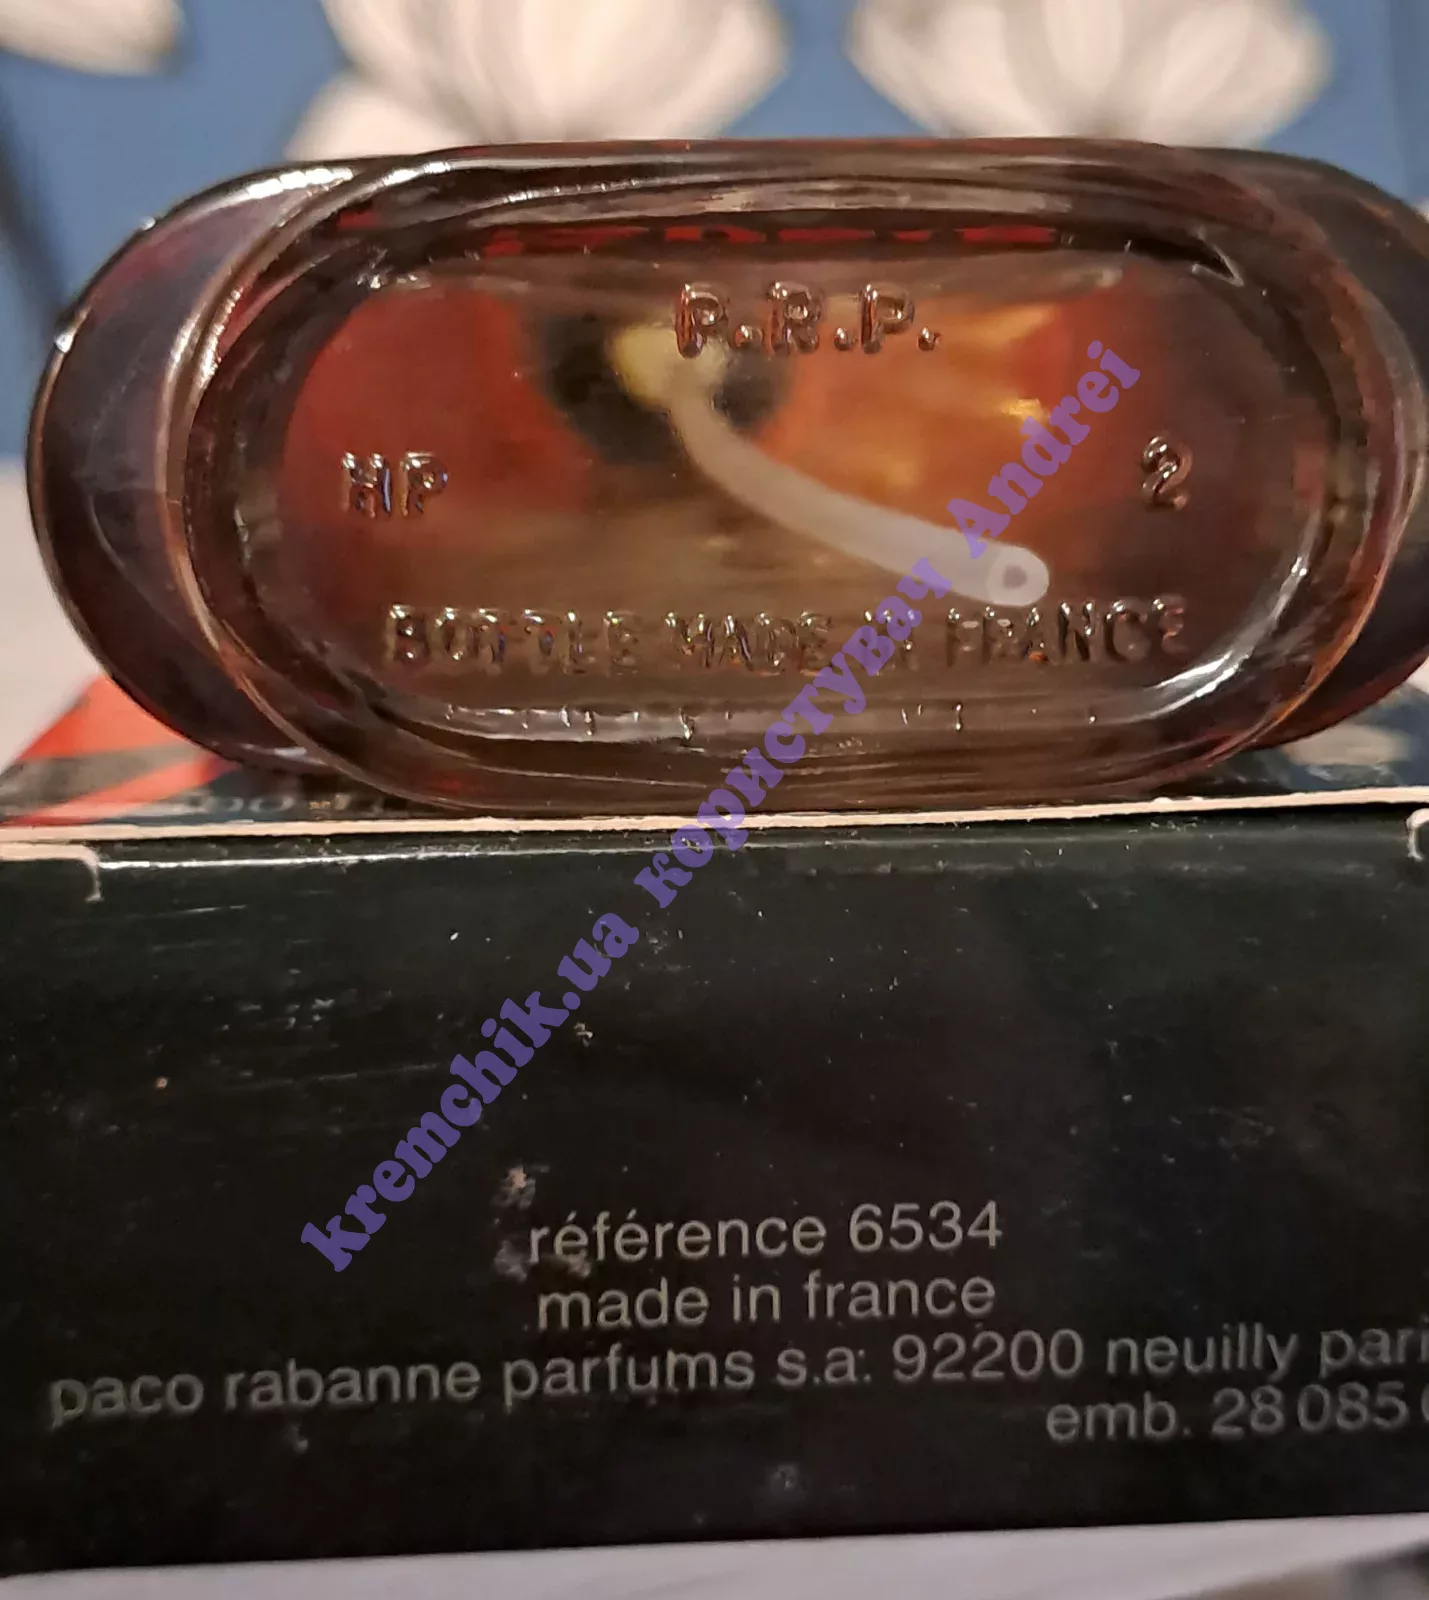 P.R.P.
HP 2
BOTTLE MADE IN FRANCE
référence 6534
made in france
paco rabanne parfums s.a. 92200 neuilly pari
emb. 28 085
kremchik.ua користувач Andrei